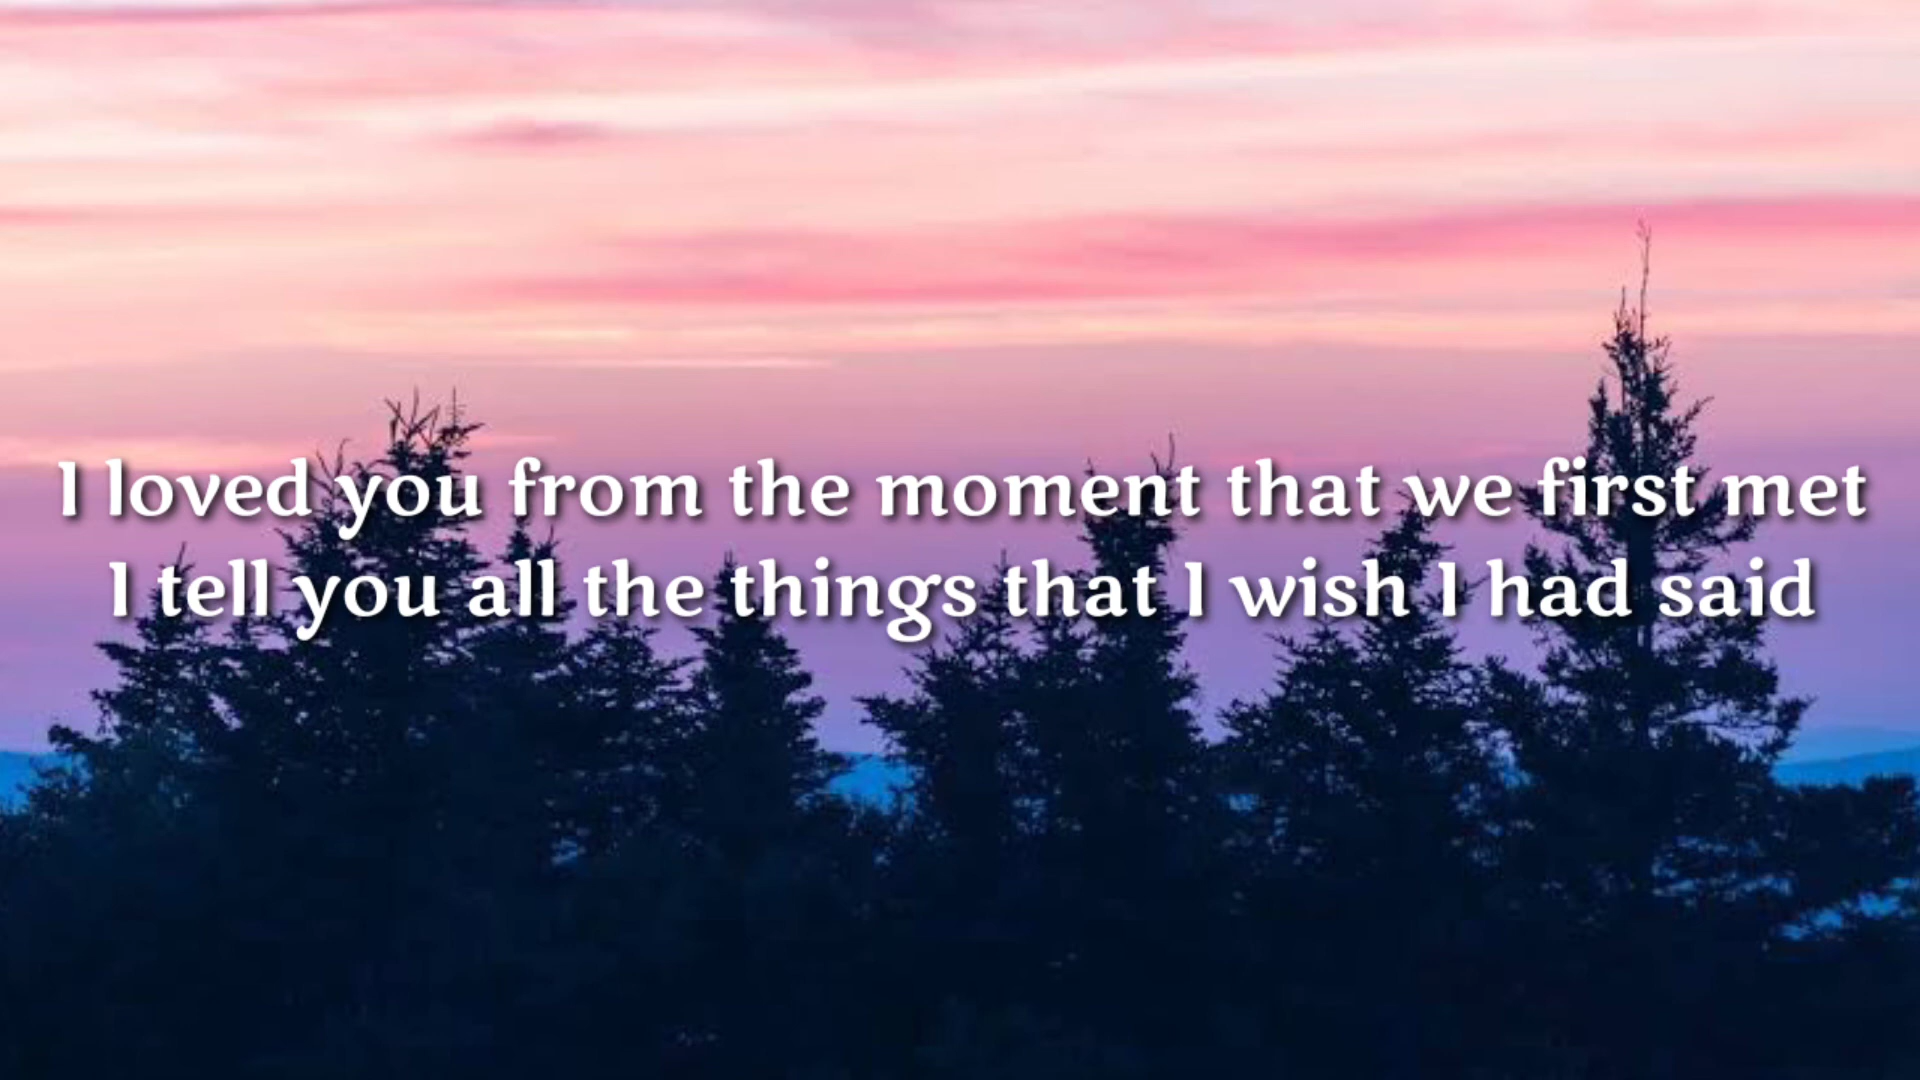 I loved you from the moment that we first met
I tell you all the things that I wish I had said